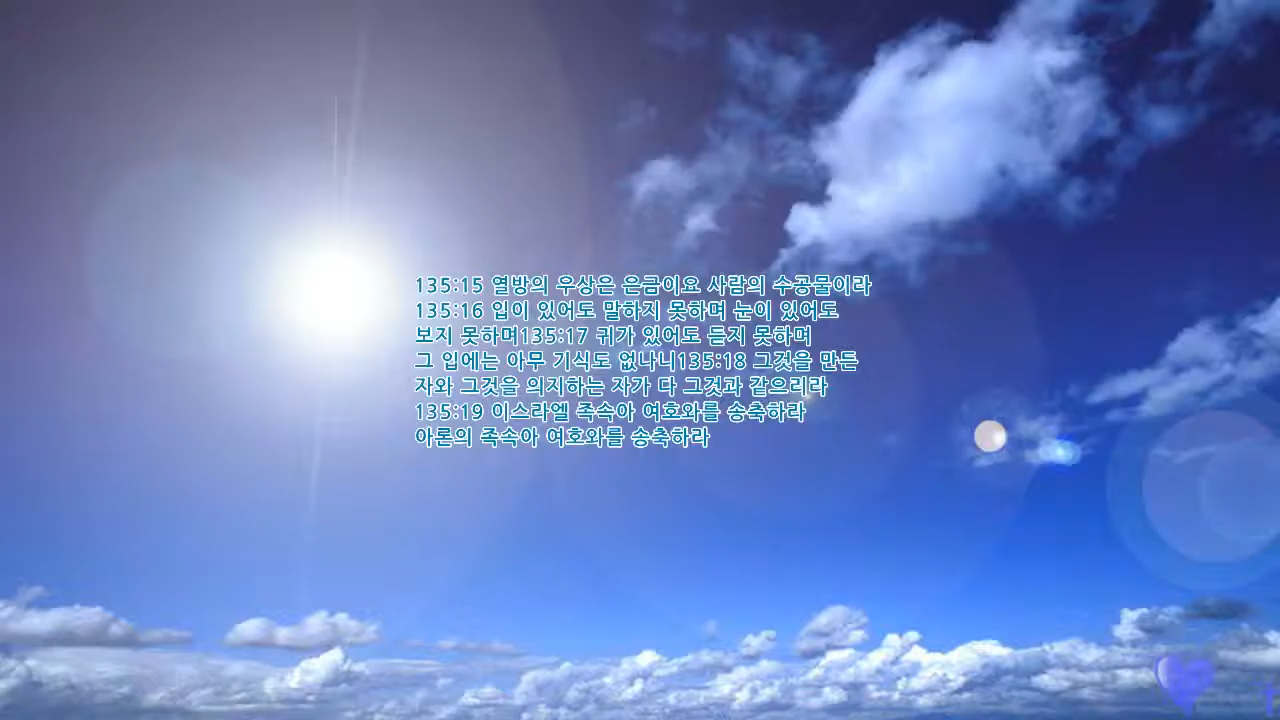 135:15 열방의 우상은 은금이요 사람의 수공물이라
135:16 입이 있어도 말하지 못하며 눈이 있어도
보지 못하며135:17 귀가 있어도 듣지 못하며
그 입에는 아무 기식도 없나니135:18 그것을 만든
자와 그것을 의지하는 자가 다 그것과 같으리라
135:19 이스라엘 족속아 여호와를 송축하라
아론의 족속아 여호와를 송축하라